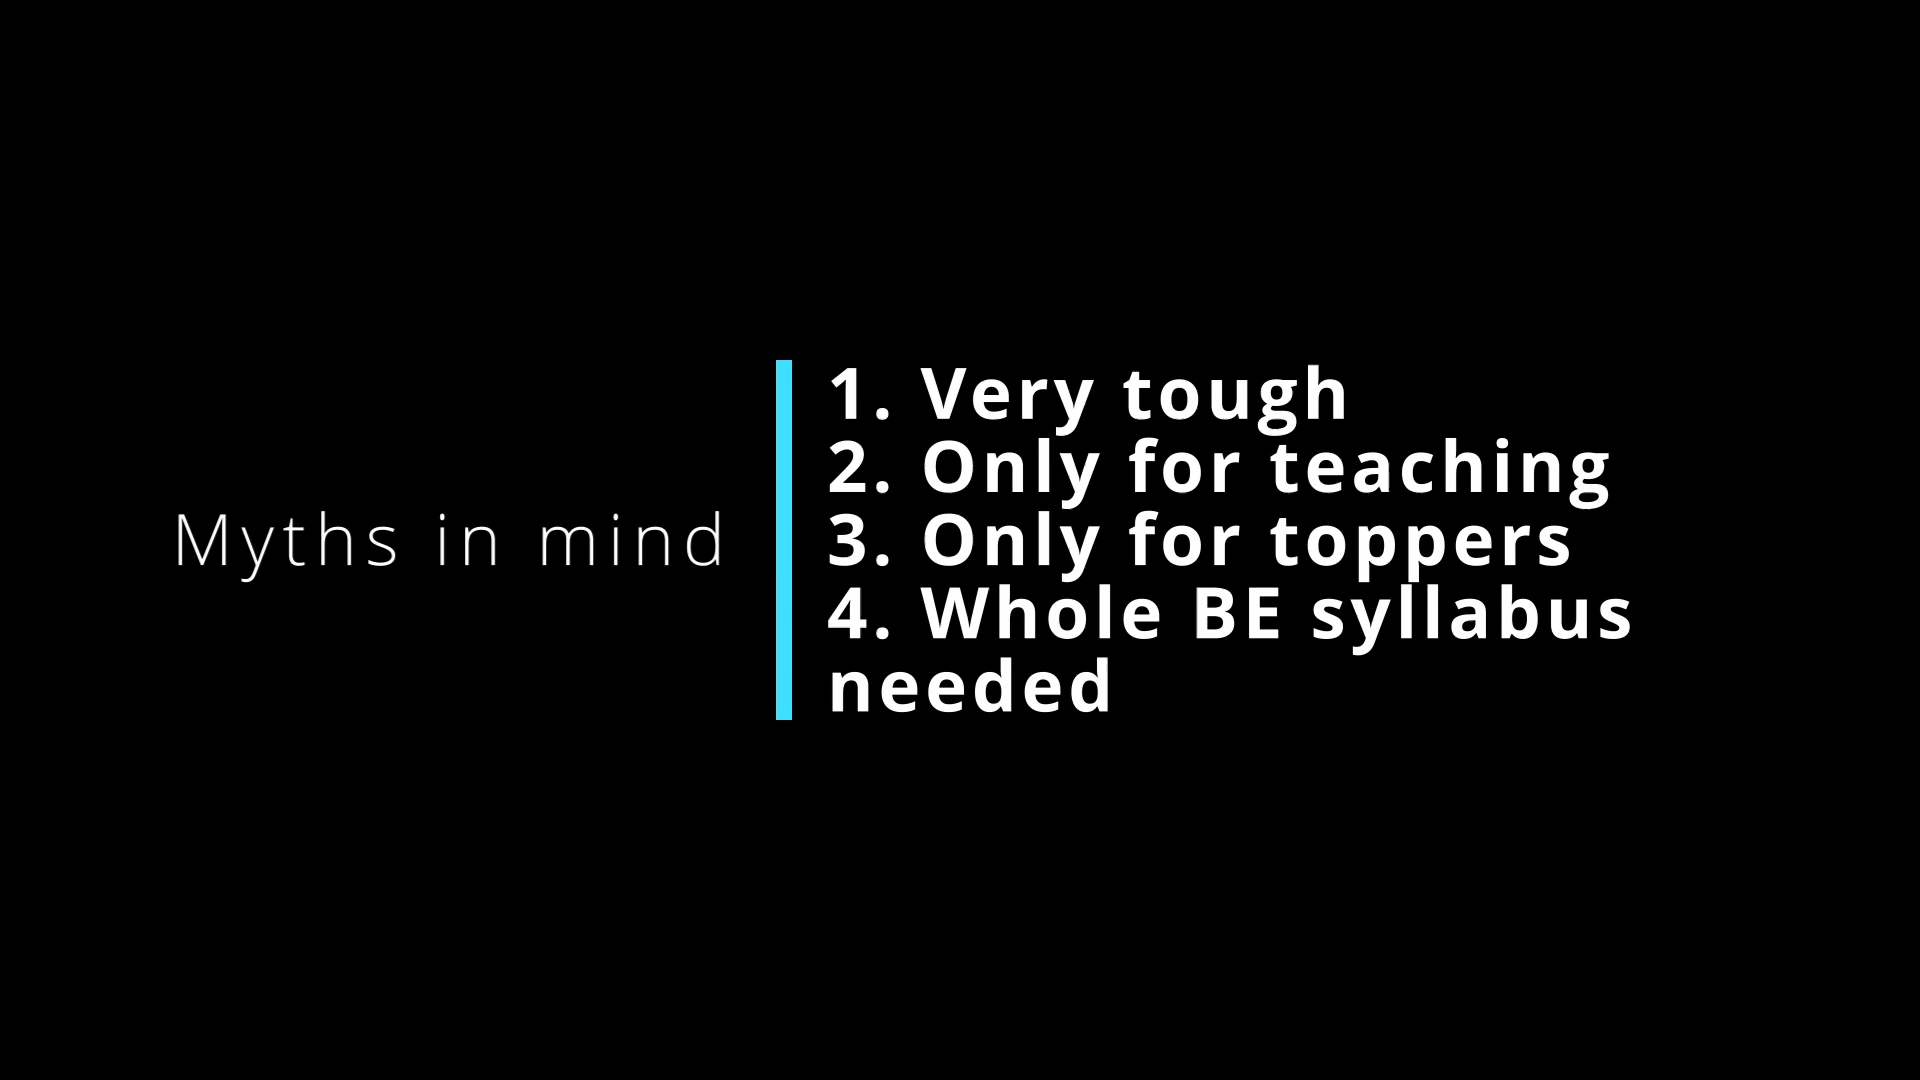 Myths in mind
1. Very tough
2. Only for teaching
3. Only for toppers
4. Whole BE syllabus
needed